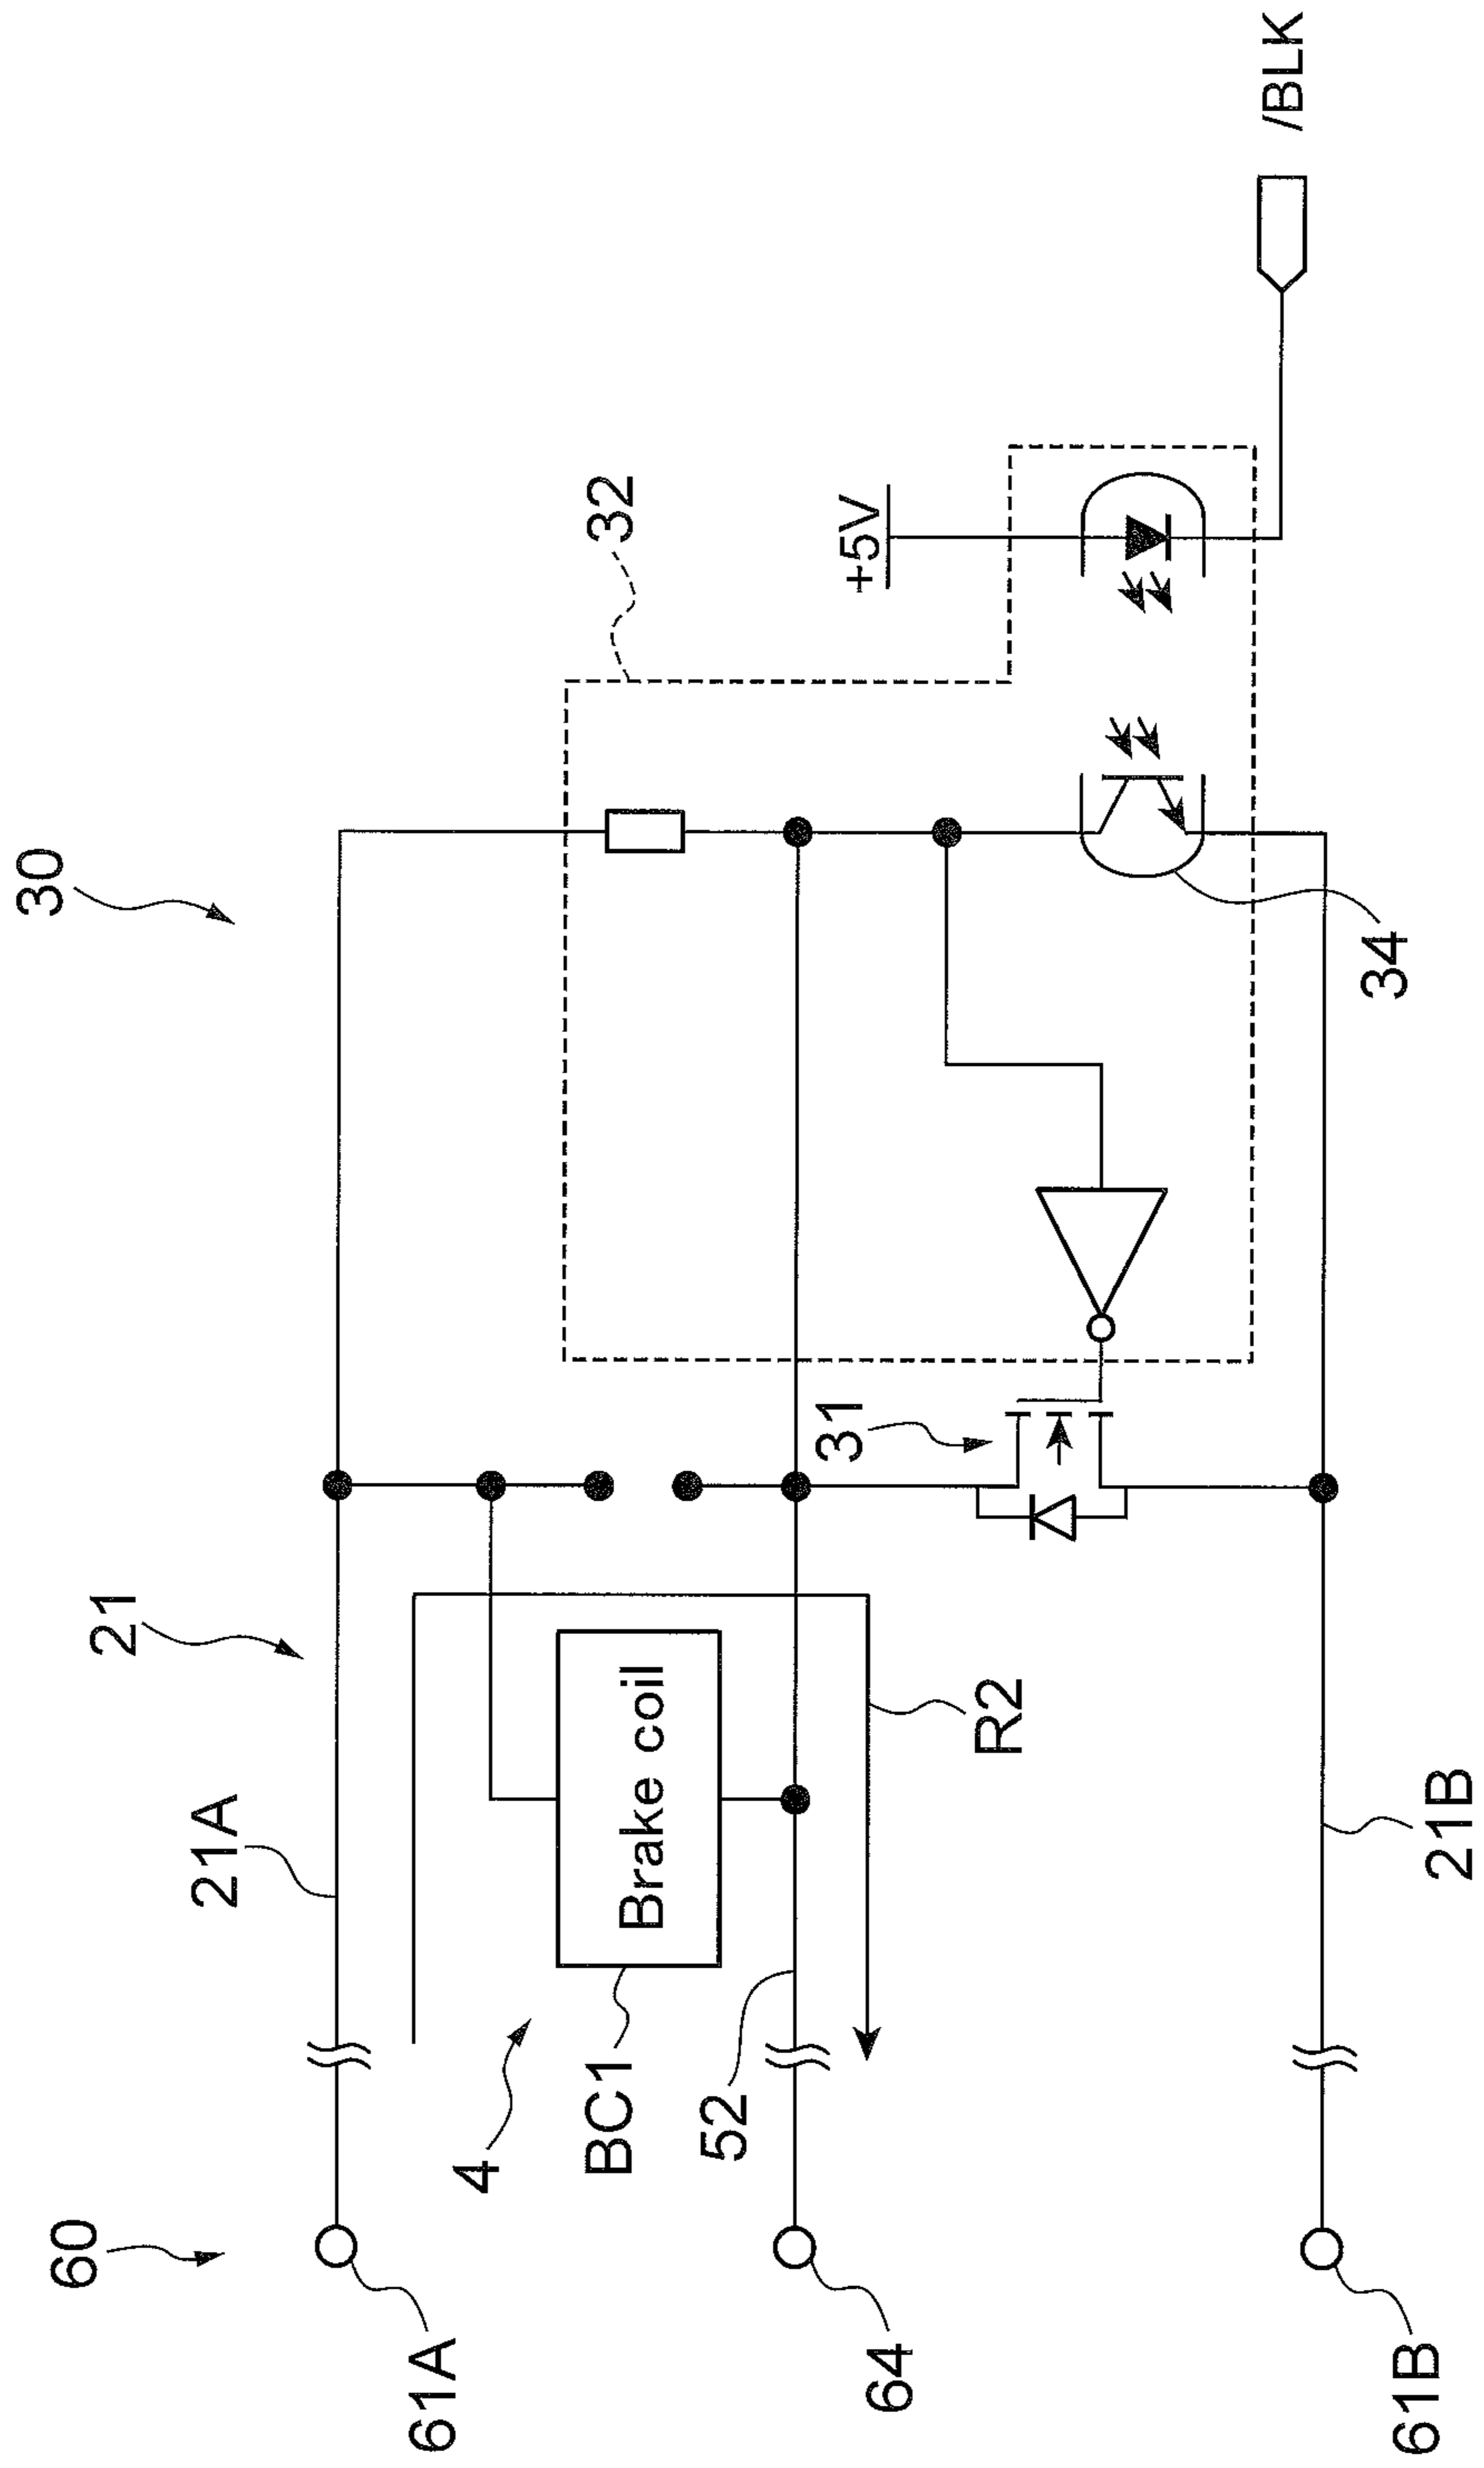 30
60
21
21A
61A
4
BC1
32
Brake coil
52
31
+5V
64
R2
/BLK
34
61B
21B